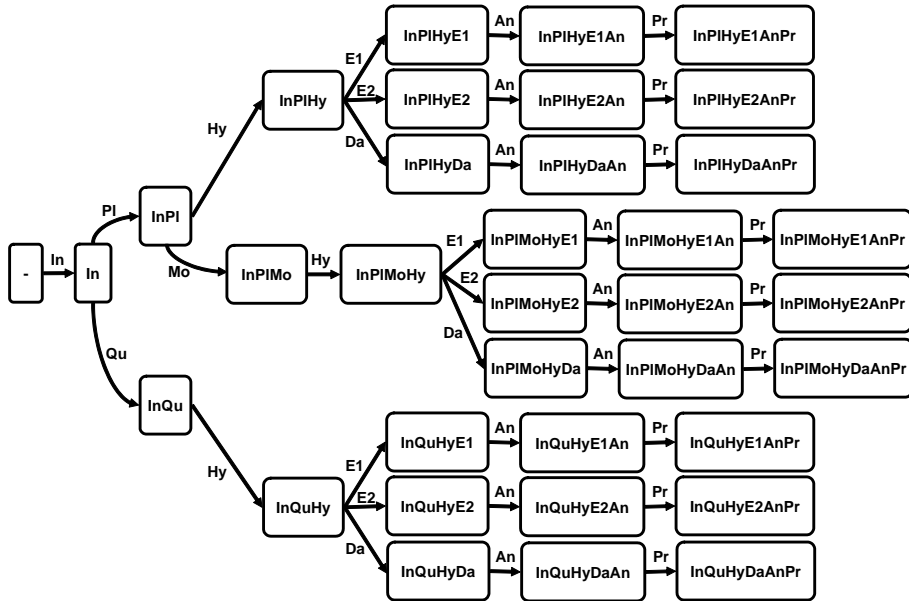 E1
InPlHyE1
An
InPlHyE1An
Pr
InPlHyE1AnPr
InPlHy
E2
InPlHyE2
An
InPlHyE2An
Pr
InPlHyE2AnPr
Hy
Da
InPlHyDa
An
InPlHyDaAn
Pr
InPlHyDaAnPr
Pl
InPl
-
In
In
Mo
InPlMo
Hy
InPlMoHy
E1
InPlMoHyE1
An
InPlMoHyE1An
Pr
InPlMoHyE1AnPr
E2
InPlMoHyE2
An
InPlMoHyE2An
Pr
InPlMoHyE2AnPr
Da
InPlMoHyDa
An
InPlMoHyDaAn
Pr
InPlMoHyDaAnPr
Qu
InQu
Hy
InQuHy
E1
InQuHyE1
An
InQuHyE1An
Pr
InQuHyE1AnPr
E2
InQuHyE2
An
InQuHyE2An
Pr
InQuHyE2AnPr
Da
InQuHyDa
An
InQuHyDaAn
Pr
InQuHyDaAnPr